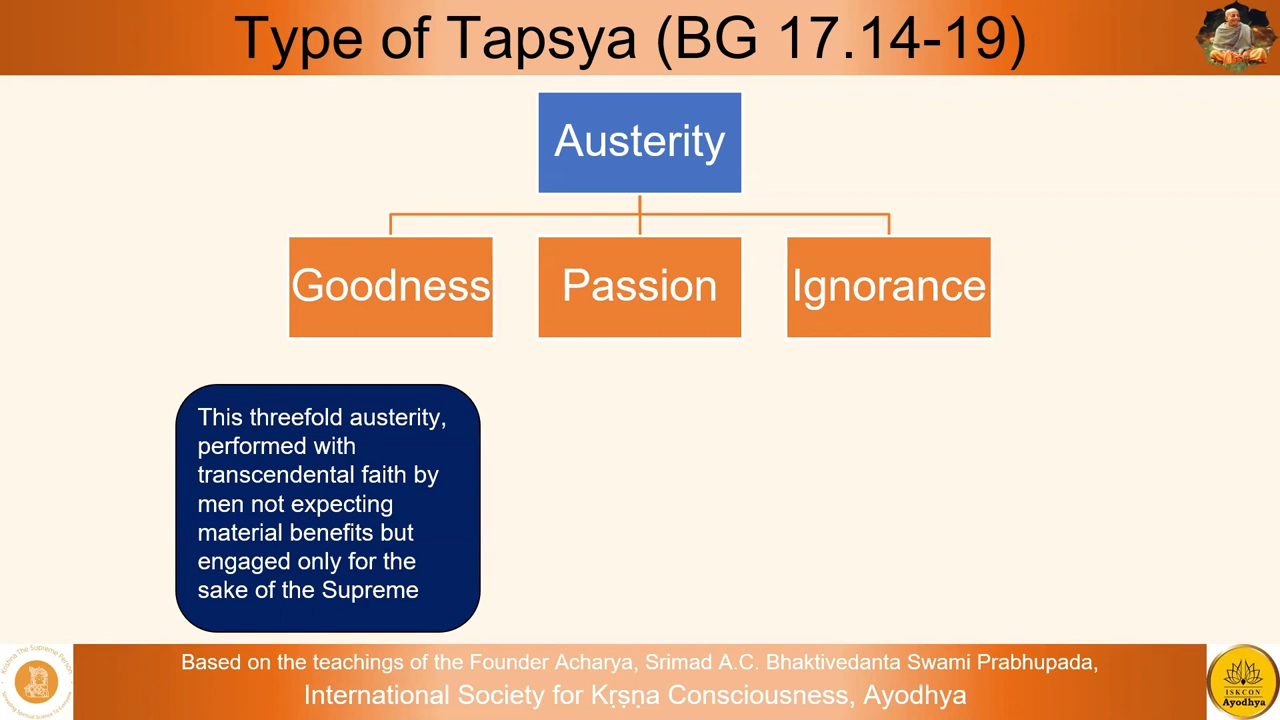 Type of Tapsya (BG 17.14-19)
Austerity
Goodness
Passion
Ignorance
This threefold austerity,
performed with
transcendental faith by
men not expecting
material benefits but
engaged only for the
sake of the Supreme
Based on the teachings of the Founder Acharya, Srimad A.C. Bhaktivedanta Swami Prabhupada,
International Society for Kṛṣṇa Consciousness, Ayodhya
ISKCON
Ayodhya